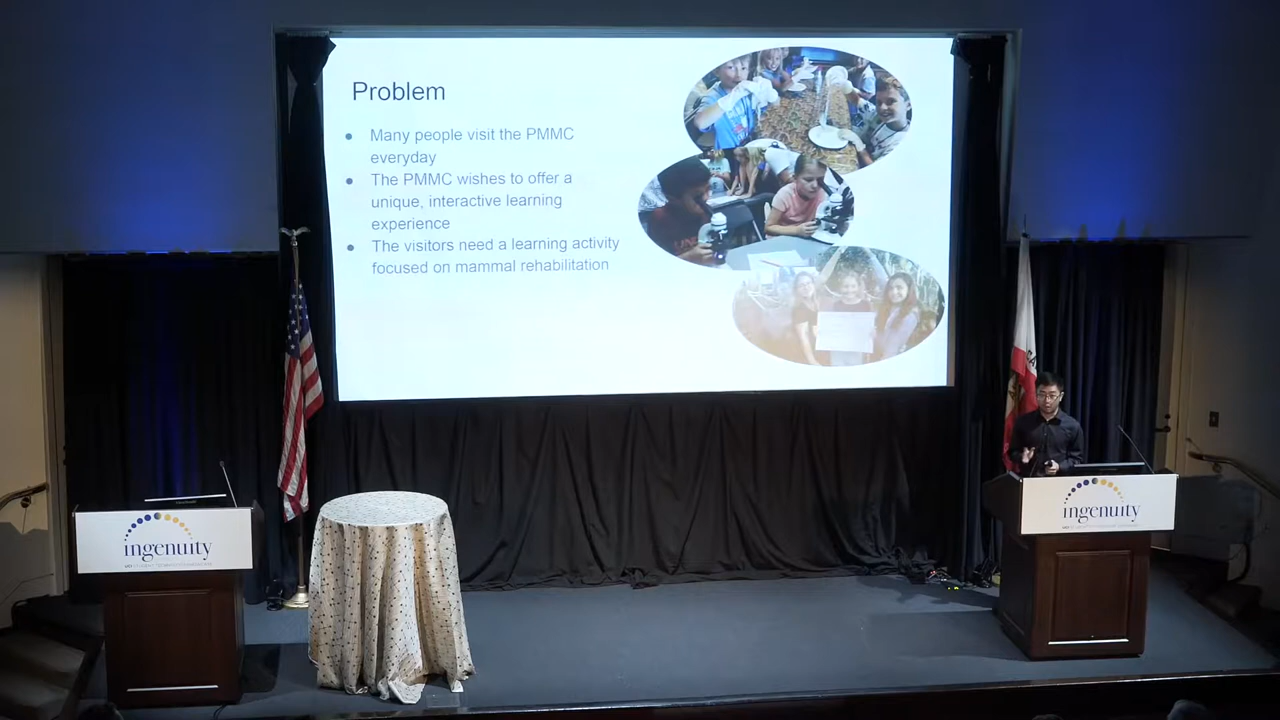 Problem
Many people visit the PMMC
everyday
The PMMC wishes to offer a
unique, interactive learning
experience
The visitors need a learning activity
focused on mammal rehabilitation
ingenuity
ingenuity